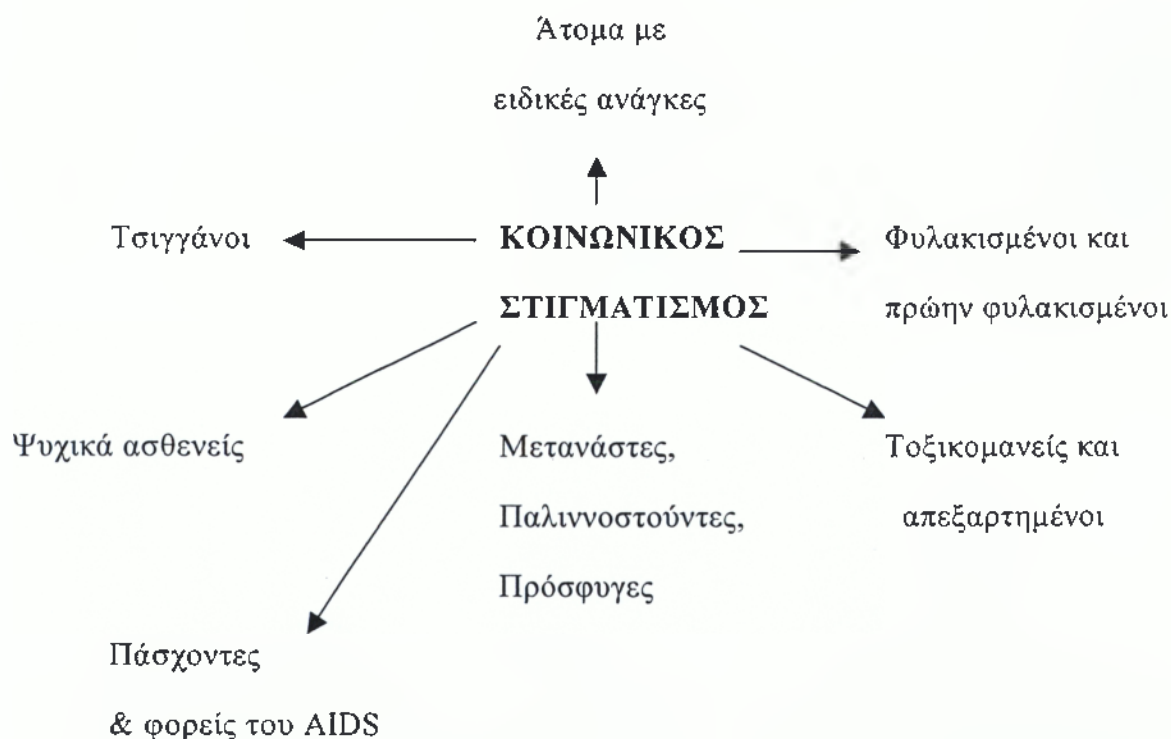 Άτομα με
ειδικές ανάγκες
Τσιγγάνοι
ΚΟΙΝΩΝΙΚΟΣ
ΣΤΙΓΜΑΤΙΣΜΟΣ
Φυλακισμένοι και
πρώην φυλακισμένοι
Ψυχικά ασθενείς
Μετανάστες,
Παλιννοστούντες,
Πρόσφυγες
Τοξικομανείς και
απεξαρτημένοι
Πάσχοντες
& φορείς του AIDS